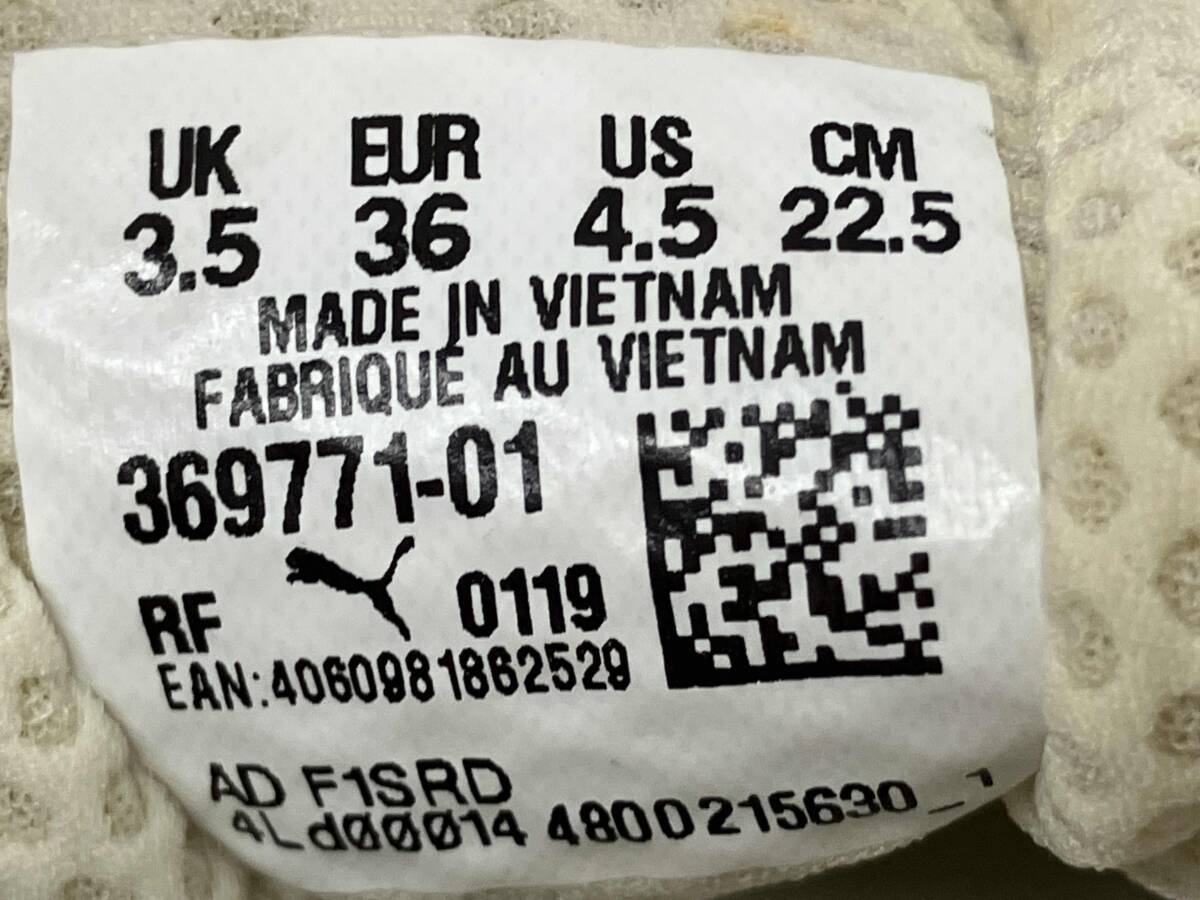 UK EUR US CM
3.5 36 4.5 22.5
MADE IN VIETNAM
FABRIQUÉ AU VIETNAM
369771-01
RF 0119
EAN:4060981862529
AD F1SRD
4Ld00014 4800215630_1